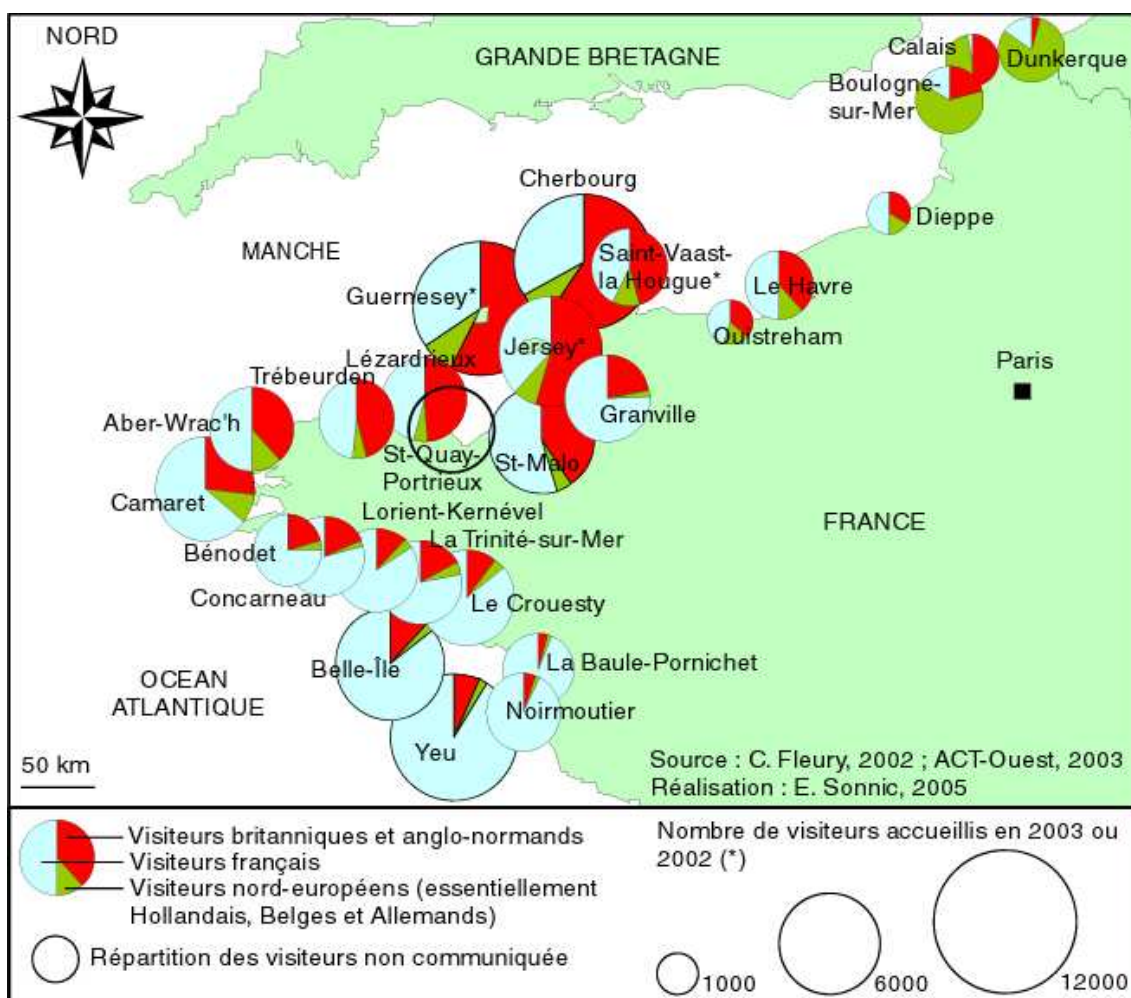 NORD
GRANDE BRETAGNE
Calais
Dunkerque
Boulogne-
sur-Mer
Cherbourg
Dieppe
MANCHE
Saint-Vaast-
la Hougue*
Guernesey*
Le Havre
Ouistreham
Jersey*
Lézardrieux
Trébeurden
Paris
Granville
Aber-Wrac'h
St-Quay-
Portrieux
St-Malo
Camaret
Lorient-Kernével
FRANCE
La Trinité-sur-Mer
Bénodet
Concarneau
Le Crouesty
Belle-Île
La Baule-Pornichet
OCEAN
ATLANTIQUE
Noirmoutier
Yeu
50 km
Source : C. Fleury, 2002 ; ACT-Ouest, 2003
Réalisation : E. Sonnic, 2005
Visiteurs britanniques et anglo-normands
Visiteurs français
Visiteurs nord-européens (essentiellement
Hollandais, Belges et Allemands)
Répartition des visiteurs non communiquée
Nombre de visiteurs accueillis en 2003 ou
2002 (*)
1000
6000
12000